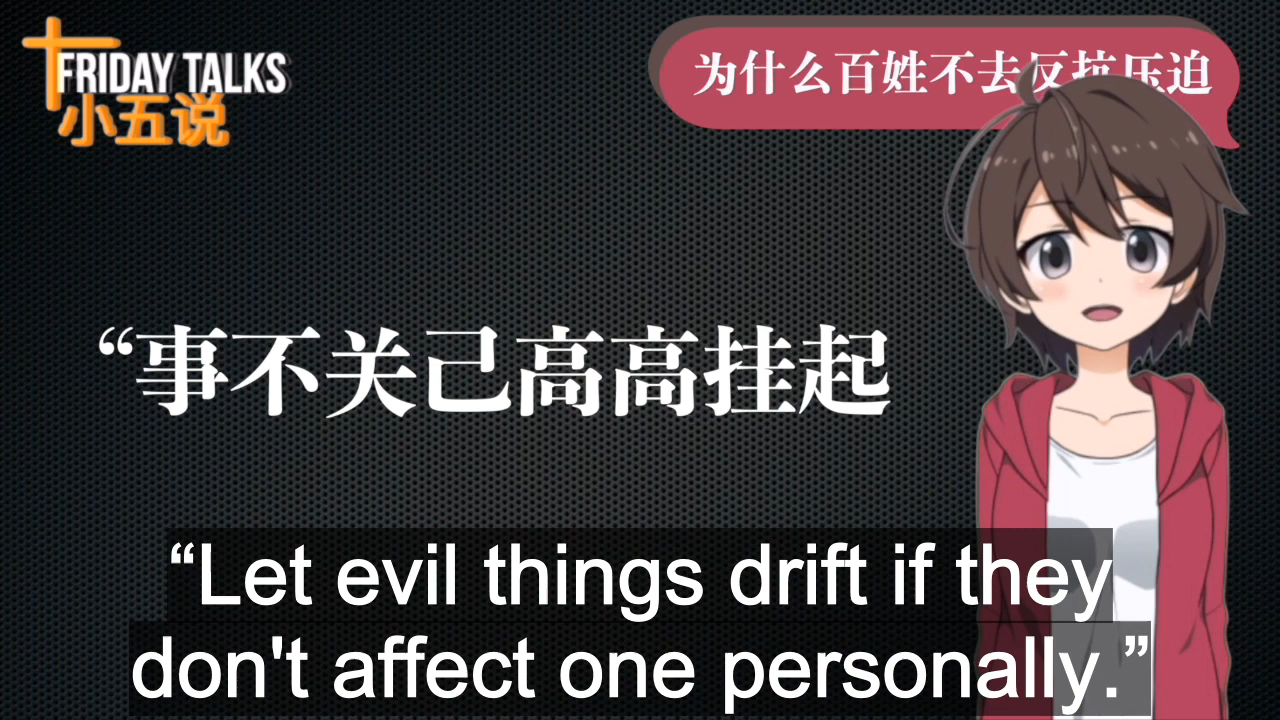 FRIDAY TALKS
小五说
为什么百姓不去反抗压迫
“事不关己高高挂起
“Let evil things drift if they
don't affect one personally.”